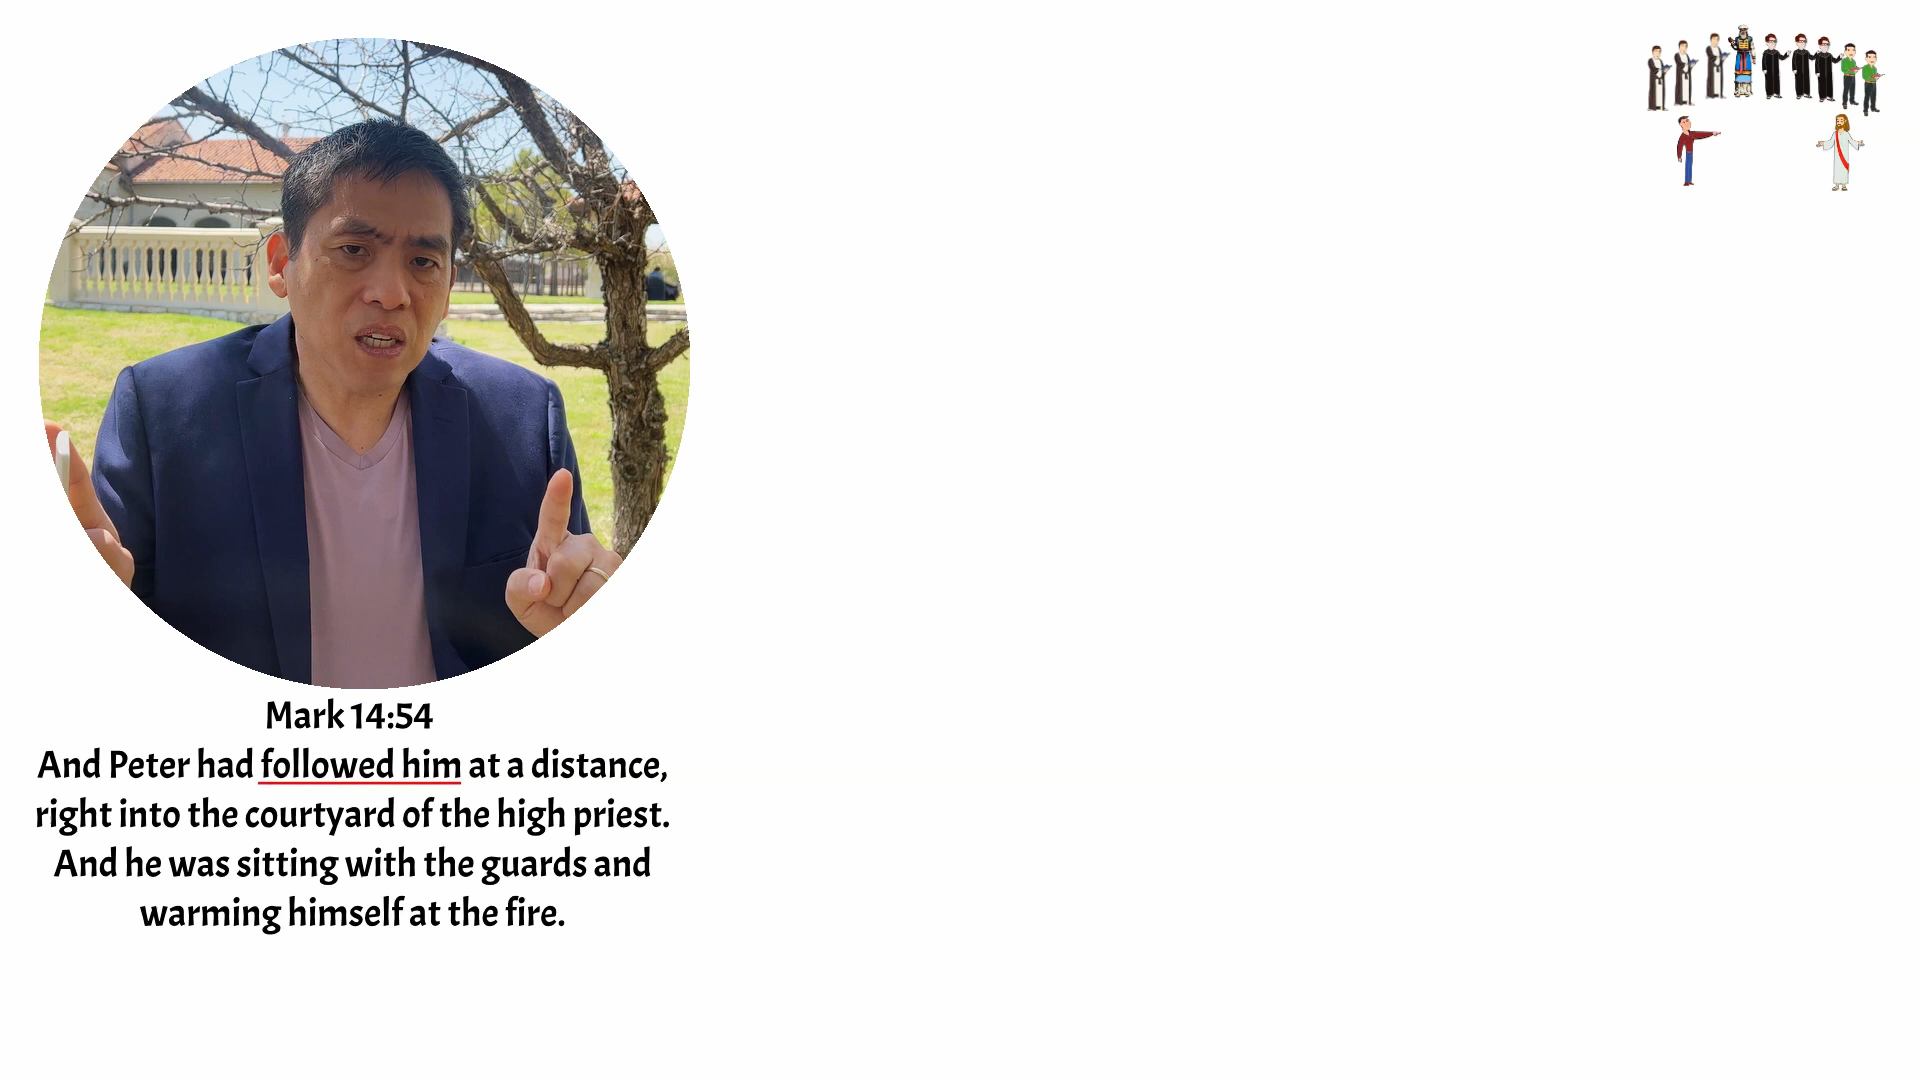 Mark 14:54
And Peter had followed him at a distance,
right into the courtyard of the high priest.
And he was sitting with the guards and
warming himself at the fire.